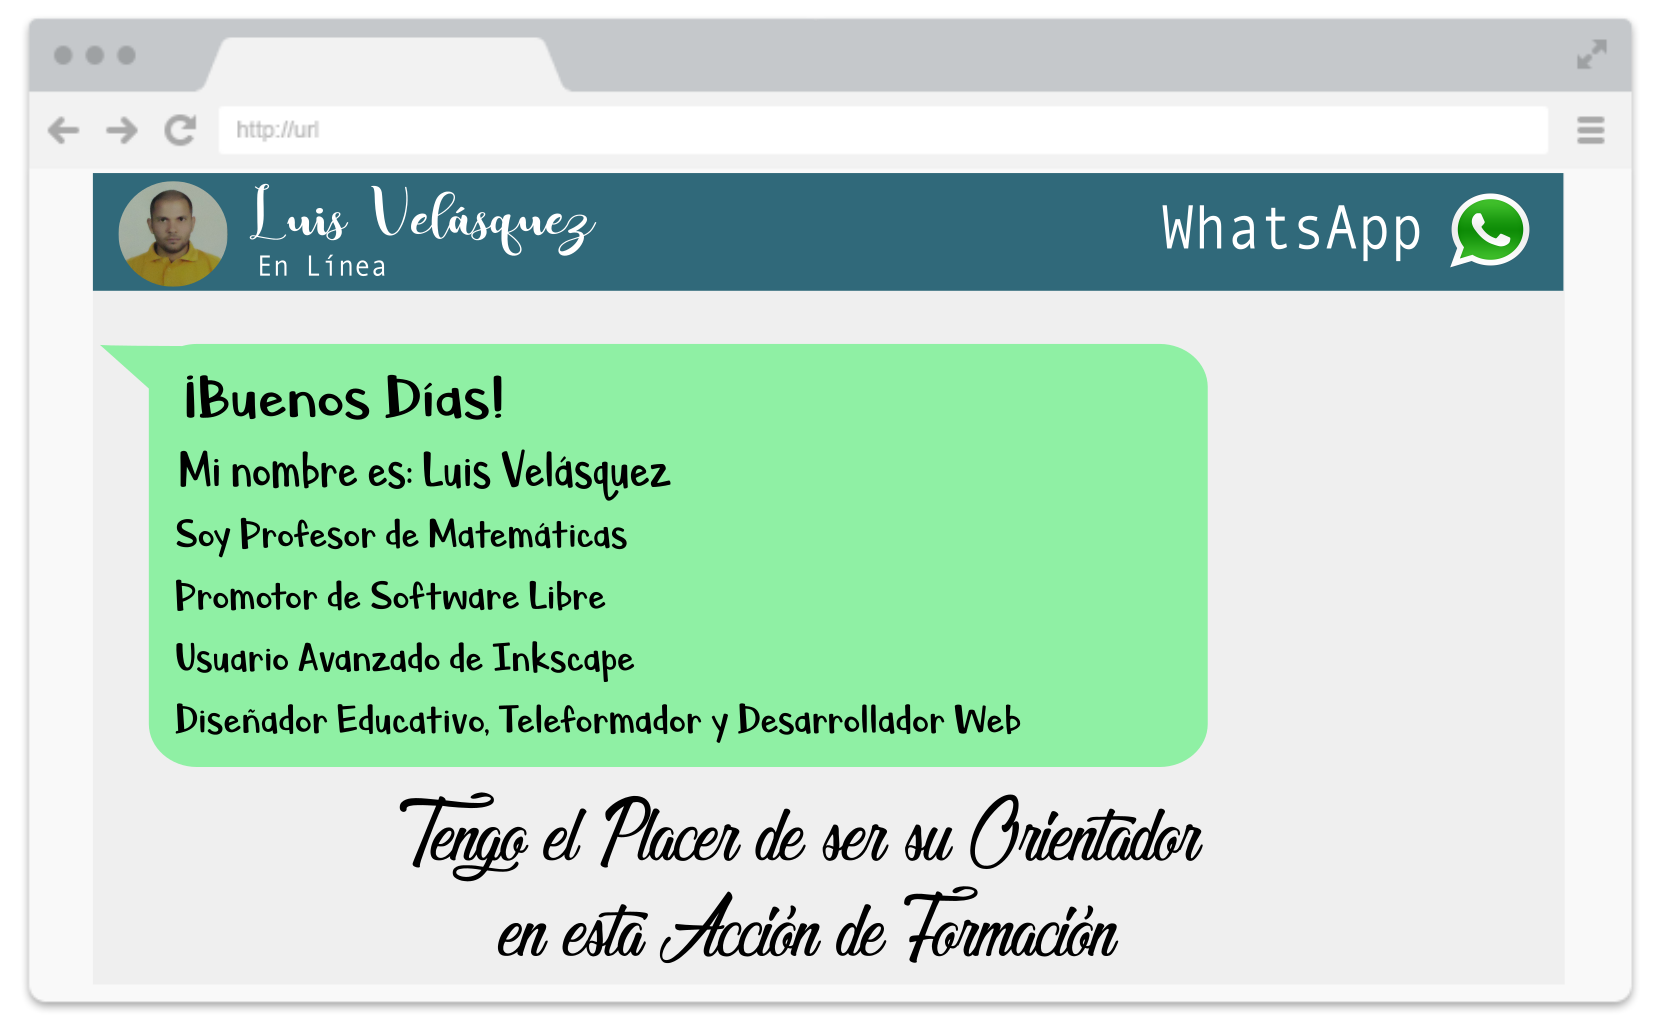 http://url
Luis Velásquez
En Línea
WhatsApp
¡Buenos Días!
Mi nombre es: Luis Velásquez
Soy Profesor de Matemáticas
Promotor de Software Libre
Usuario Avanzado de Inkscape
Diseñador Educativo, Teleformador y Desarrollador Web
Tengo el Placer de ser su Orientador
en esta Acción de Formación